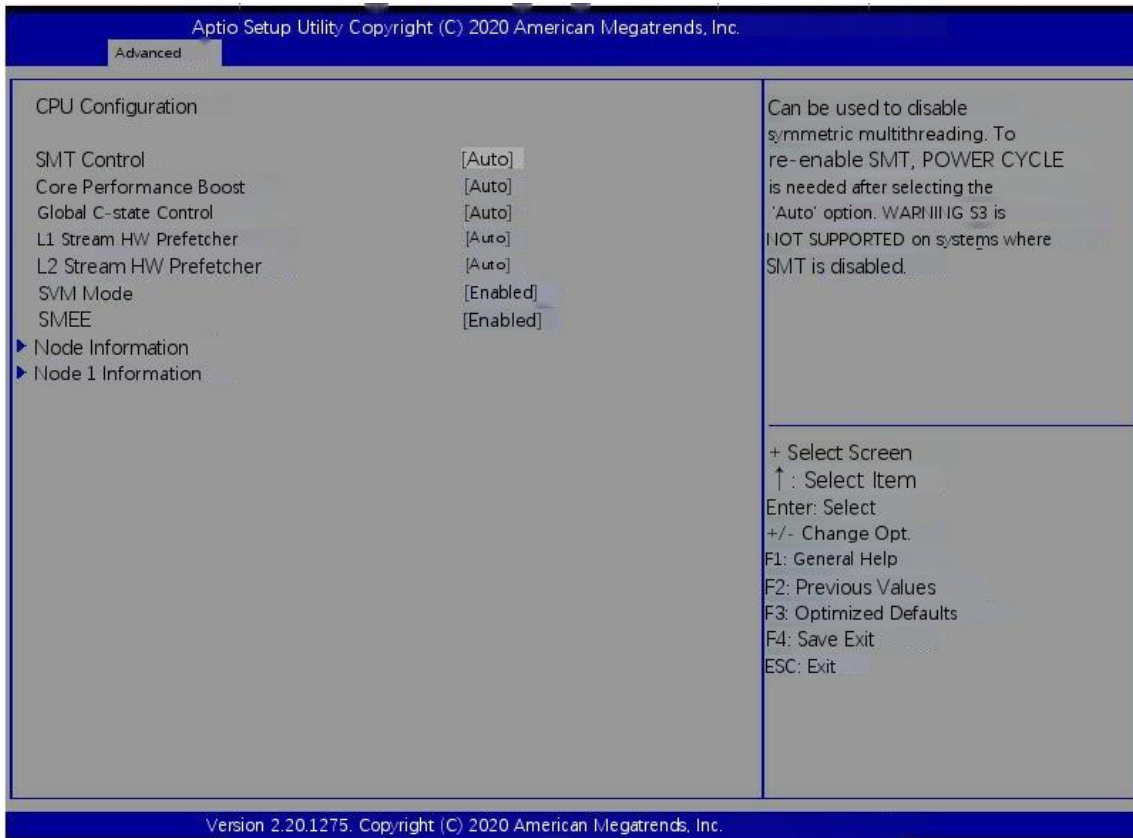 Aptio Setup Utility Copyright (C) 2020 American Megatrends, Inc.
Advanced
CPU Configuration
SMT Control [Auto]
Core Performance Boost [Auto]
Global C-state Control [Auto]
L1 Stream HW Prefetcher [Auto]
L2 Stream HW Prefetcher [Auto]
SVM Mode [Enabled]
SMEE [Enabled]
Node Information
Node 1 Information
Can be used to disable
symmetric multithreading. To
re-enable SMT, POWER CYCLE
is needed after selecting the
'Auto' option. WARNING S3 is
NOT SUPPORTED on systems where
SMT is disabled.
+ Select Screen
↑: Select Item
Enter: Select
+/- Change Opt.
F1: General Help
F2: Previous Values
F3: Optimized Defaults
F4: Save Exit
ESC: Exit
Version 2.20.1275. Copyright (C) 2020 American Megatrends, Inc.